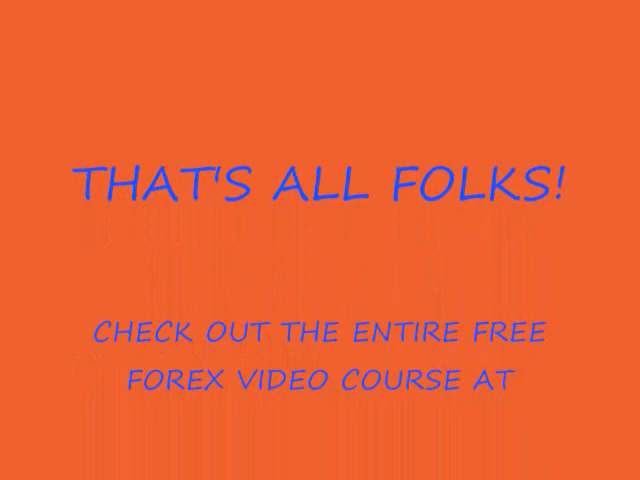 THAT'S ALL FOLKS!
CHECK OUT THE ENTIRE FREE
FOREX VIDEO COURSE AT